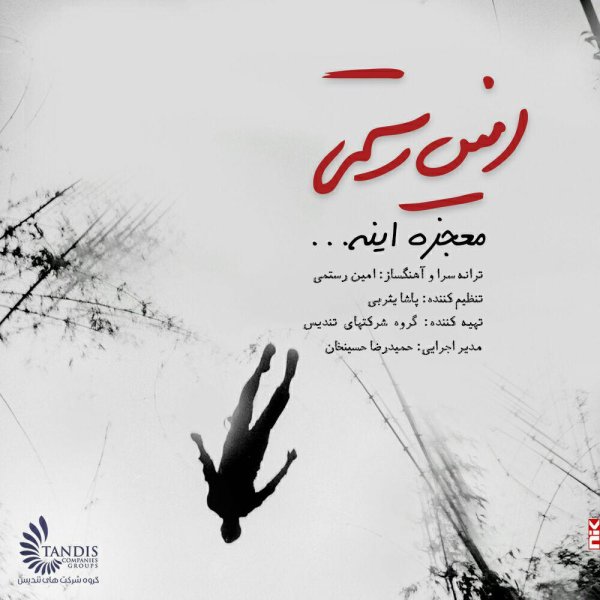 امین رستمی
معجزه اینه...
ترانه سرا و آهنگساز: امین رستمی
تنظیم کننده: پاشا یثربی
تهیه کننده: گروه شرکتهای تندیس
مدیر اجرایی: حمیدرضا حسینخان
TANDIS
COMPANIES
GROUPS
گروه شرکت های تندیس
NIC